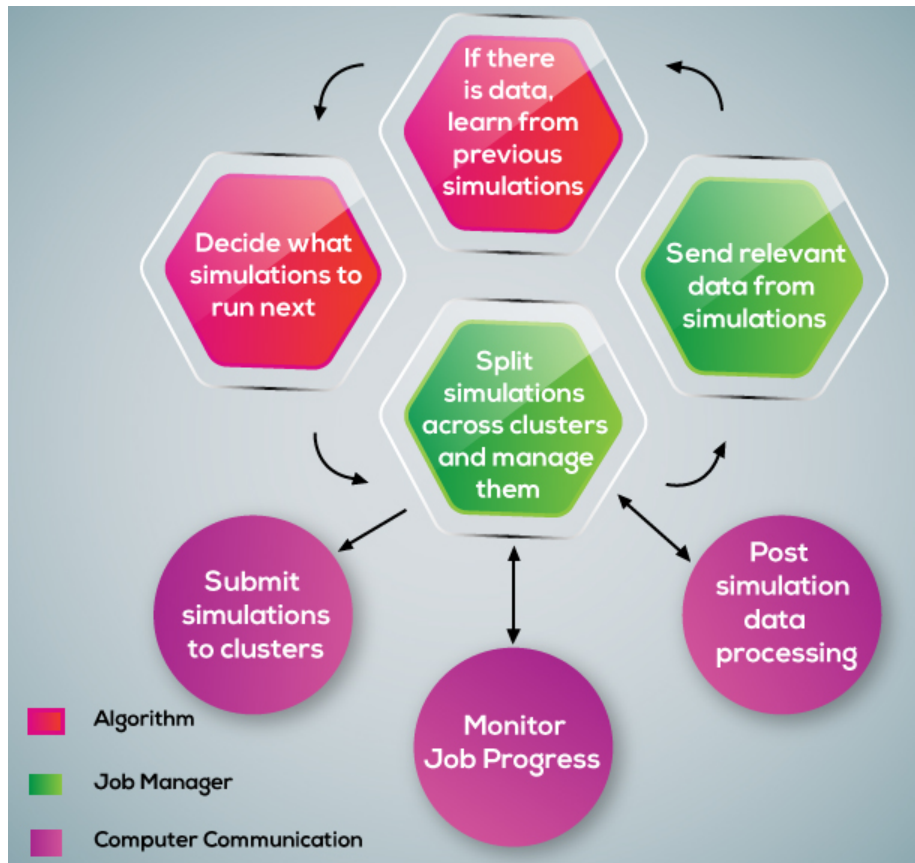 If there
is data,
learn from
previous
simulations
Decide what
simulations to
run next
Send relevant
data from
simulations
Split
simulations
across clusters
and manage
them
Submit
simulations
to clusters
Post
simulation
data
processing
Monitor
Job Progress
Algorithm
Job Manager
Computer Communication